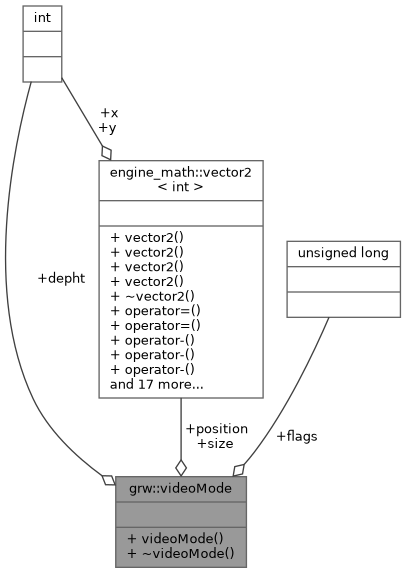 int
+x
+y
engine_math::vector2
< int >
+ vector2()
+ vector2()
+ vector2()
+ vector2()
+ ~vector2()
+ operator=()
+ operator=()
+ operator-()
+ operator-()
+ operator-()
and 17 more...
unsigned long
+depht
+position
+size
+flags
grw::videoMode
+ videoMode()
+ ~videoMode()